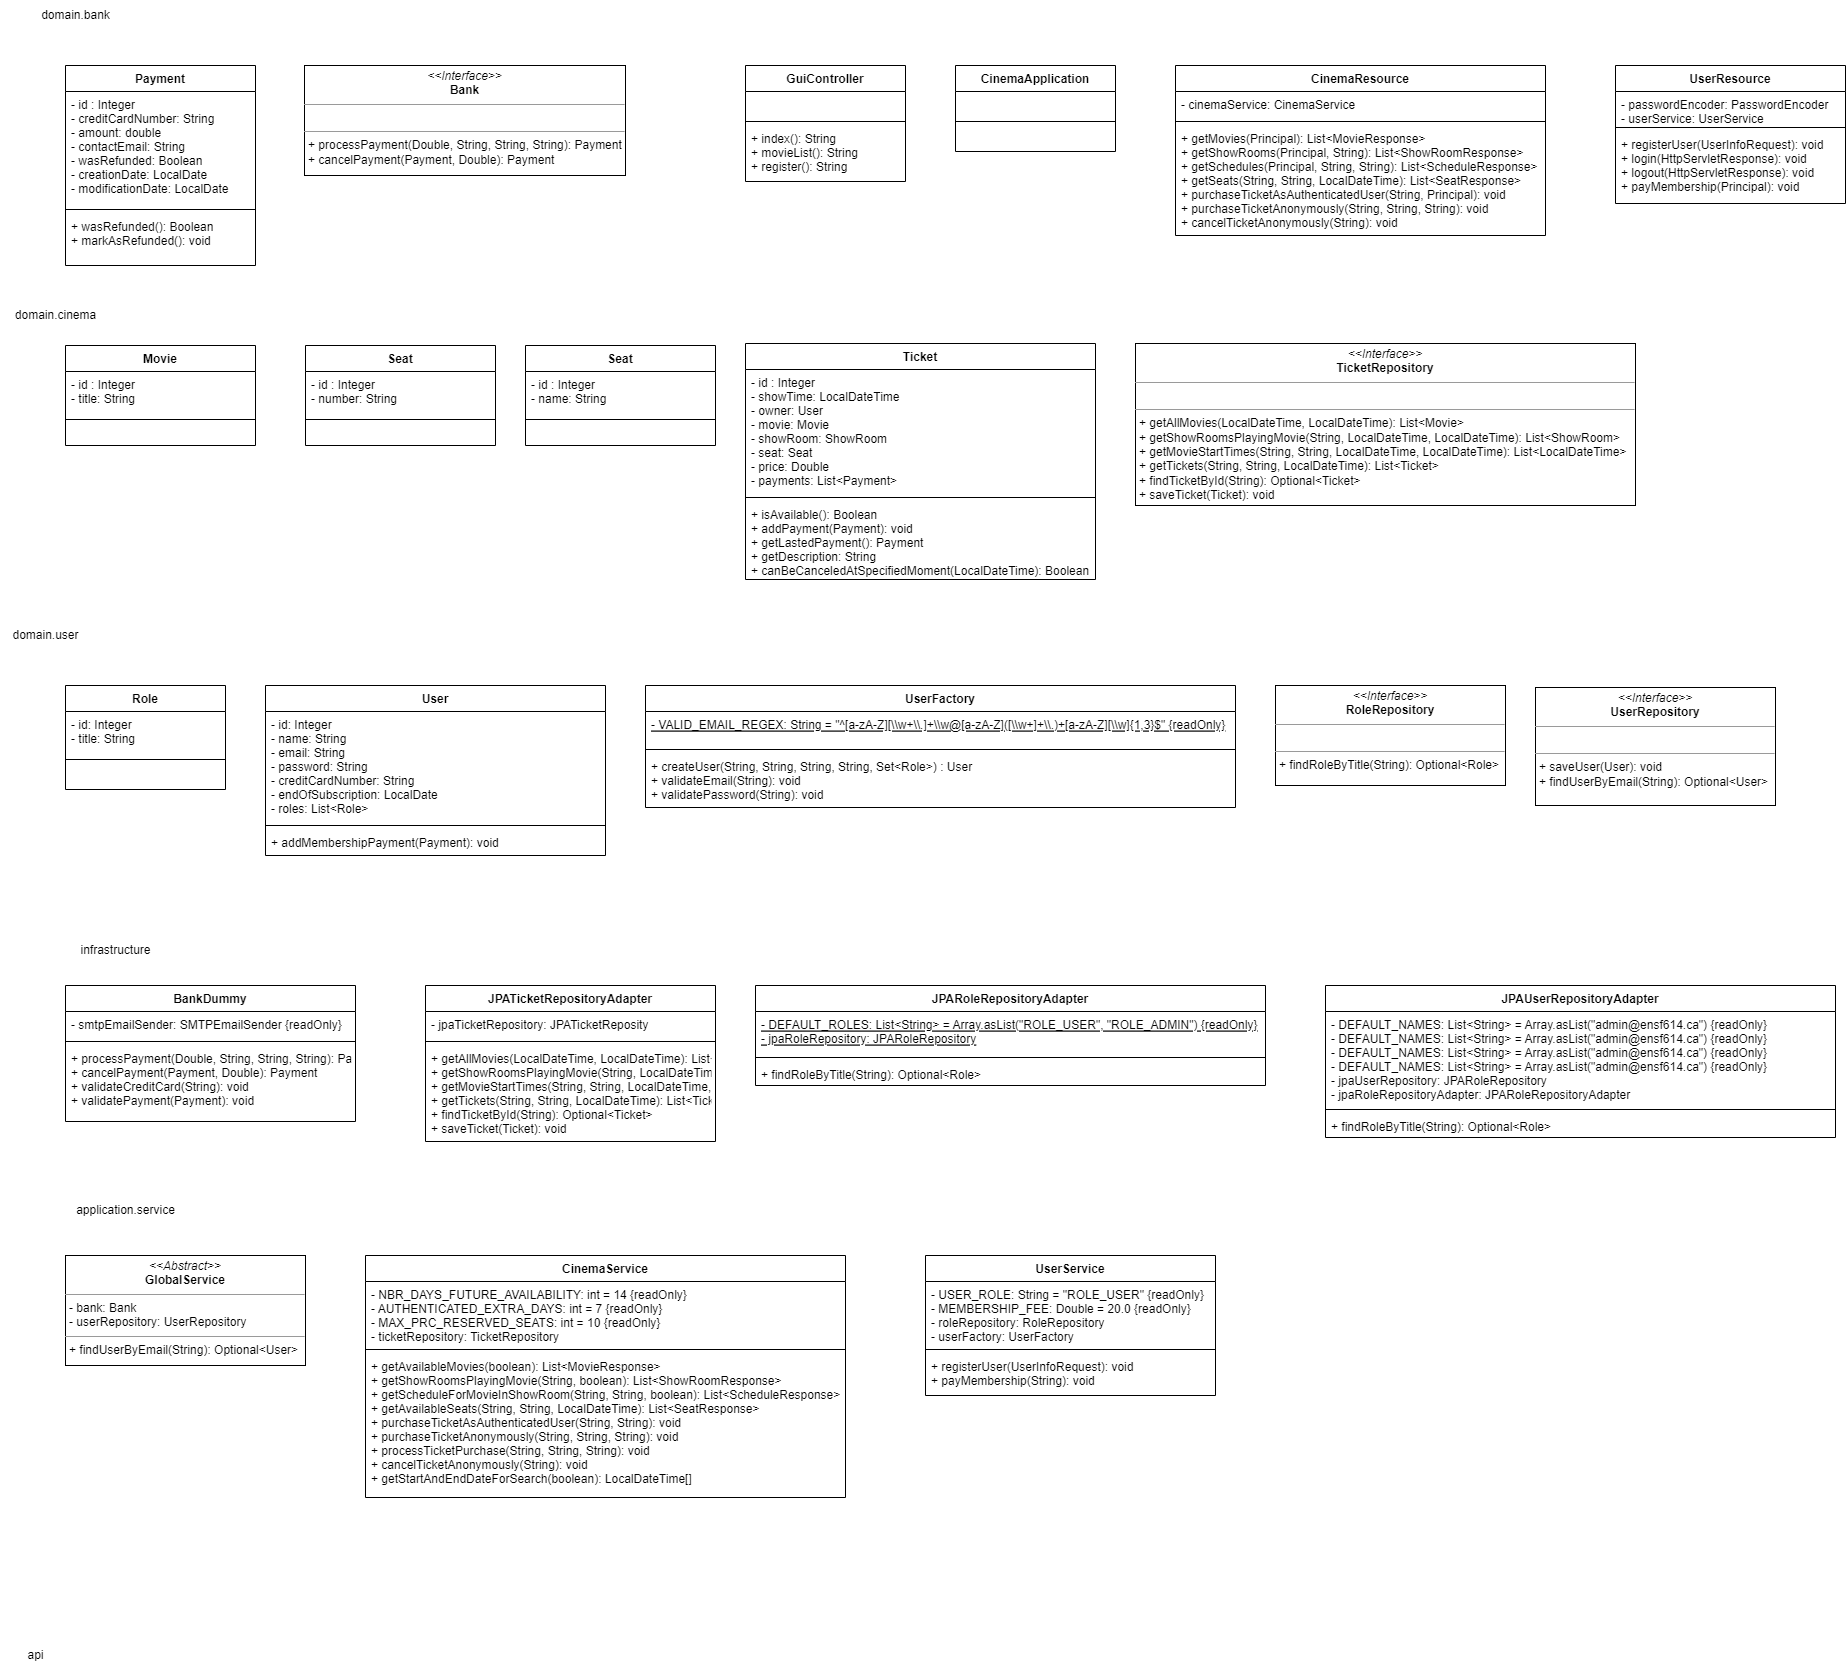 domain.bank
Payment
- id : Integer
- creditCardNumber: String
- amount: double
- contactEmail: String
- wasRefunded: Boolean
- creationDate: LocalDate
- modificationDate: LocalDate
+ wasRefunded(): Boolean
+ markAsRefunded(): void
<<Interface>>
Bank
+ processPayment(Double, String, String, String): Payment
+ cancelPayment(Payment, Double): Payment
GuiController
+ index(): String
+ movieList(): String
+ register(): String
CinemaApplication
CinemaResource
- cinemaService: CinemaService
+ getMovies(Principal): List<MovieResponse>
+ getShowRooms(Principal, String): List<ShowRoomResponse>
+ getSchedules(Principal, String, String): List<ScheduleResponse>
+ getSeats(String, String, LocalDateTime): List<SeatResponse>
+ purchaseTicketAsAuthenticatedUser(String, Principal): void
+ purchaseTicketAnonymously(String, String, String): void
+ cancelTicketAnonymously(String): void
UserResource
- passwordEncoder: PasswordEncoder
- userService: UserService
+ registerUser(UserInfoRequest): void
+ login(HttpServletResponse): void
+ logout(HttpServletResponse): void
+ payMembership(Principal): void
domain.cinema
Movie
- id : Integer
- title: String
Seat
- id : Integer
- number: String
Seat
- id : Integer
- name: String
Ticket
- id : Integer
- showTime: LocalDateTime
- owner: User
- movie: Movie
- showRoom: ShowRoom
- seat: Seat
- price: Double
- payments: List<Payment>
+ isAvailable(): Boolean
+ addPayment(Payment): void
+ getLastedPayment(): Payment
+ getDescription: String
+ canBeCanceledAtSpecifiedMoment(LocalDateTime): Boolean
<<Interface>>
TicketRepository
+ getAllMovies(LocalDateTime, LocalDateTime): List<Movie>
+ getShowRoomsPlayingMovie(String, LocalDateTime, LocalDateTime): List<ShowRoom>
+ getMovieStartTimes(String, String, LocalDateTime, LocalDateTime): List<LocalDateTime>
+ getTickets(String, String, LocalDateTime): List<Ticket>
+ findTicketById(String): Optional<Ticket>
+ saveTicket(Ticket): void
domain.user
Role
- id: Integer
- title: String
User
- id: Integer
- name: String
- email: String
- password: String
- creditCardNumber: String
- endOfSubscription: LocalDate
- roles: List<Role>
+ addMembershipPayment(Payment): void
UserFactory
- VALID_EMAIL_REGEX: String = "^[a-zA-Z][\\w+\\.]+\\w@[a-zA-Z]([\\w+]+\\.)+[a-zA-Z][\\w]{1,3}$" {readOnly}
+ createUser(String, String, String, String, Set<Role>) : User
+ validateEmail(String): void
+ validatePassword(String): void
<<Interface>>
RoleRepository
+ findRoleByTitle(String): Optional<Role>
<<Interface>>
UserRepository
+ saveUser(User): void
+ findUserByEmail(String): Optional<User>
infrastructure
BankDummy
- smtpEmailSender: SMTPEmailSender {readOnly}
+ processPayment(Double, String, String, String): Pa
+ cancelPayment(Payment, Double): Payment
+ validateCreditCard(String): void
+ validatePayment(Payment): void
JPATicketRepositoryAdapter
- jpaTicketRepository: JPATicketReposity
+ getAllMovies(LocalDateTime, LocalDateTime): List
+ getShowRoomsPlayingMovie(String, LocalDateTim
+ getMovieStartTimes(String, String, LocalDateTime,
+ getTickets(String, String, LocalDateTime): List<Tick
+ findTicketById(String): Optional<Ticket>
+ saveTicket(Ticket): void
JPARoleRepositoryAdapter
- DEFAULT_ROLES: List<String> = Array.asList("ROLE_USER", "ROLE_ADMIN") {readOnly}
- jpaRoleRepository: JPARoleRepository
+ findRoleByTitle(String): Optional<Role>
JPAUserRepositoryAdapter
- DEFAULT_NAMES: List<String> = Array.asList("admin@ensf614.ca") {readOnly}
- DEFAULT_NAMES: List<String> = Array.asList("admin@ensf614.ca") {readOnly}
- DEFAULT_NAMES: List<String> = Array.asList("admin@ensf614.ca") {readOnly}
- DEFAULT_NAMES: List<String> = Array.asList("admin@ensf614.ca") {readOnly}
- jpaUserRepository: JPARoleRepository
- jpaRoleRepositoryAdapter: JPARoleRepositoryAdapter
+ findRoleByTitle(String): Optional<Role>
application.service
<<Abstract>>
GlobalService
- bank: Bank
- userRepository: UserRepository
+ findUserByEmail(String): Optional<User>
CinemaService
- NBR_DAYS_FUTURE_AVAILABILITY: int = 14 {readOnly}
- AUTHENTICATED_EXTRA_DAYS: int = 7 {readOnly}
- MAX_PRC_RESERVED_SEATS: int = 10 {readOnly}
- ticketRepository: TicketRepository
+ getAvailableMovies(boolean): List<MovieResponse>
+ getShowRoomsPlayingMovie(String, boolean): List<ShowRoomResponse>
+ getScheduleForMovieInShowRoom(String, String, boolean): List<ScheduleResponse>
+ getAvailableSeats(String, String, LocalDateTime): List<SeatResponse>
+ purchaseTicketAsAuthenticatedUser(String, String): void
+ purchaseTicketAnonymously(String, String, String): void
+ processTicketPurchase(String, String, String): void
+ cancelTicketAnonymously(String): void
+ getStartAndEndDateForSearch(boolean): LocalDateTime[]
UserService
- USER_ROLE: String = "ROLE_USER" {readOnly}
- MEMBERSHIP_FEE: Double = 20.0 {readOnly}
- roleRepository: RoleRepository
- userFactory: UserFactory
+ registerUser(UserInfoRequest): void
+ payMembership(String): void
api